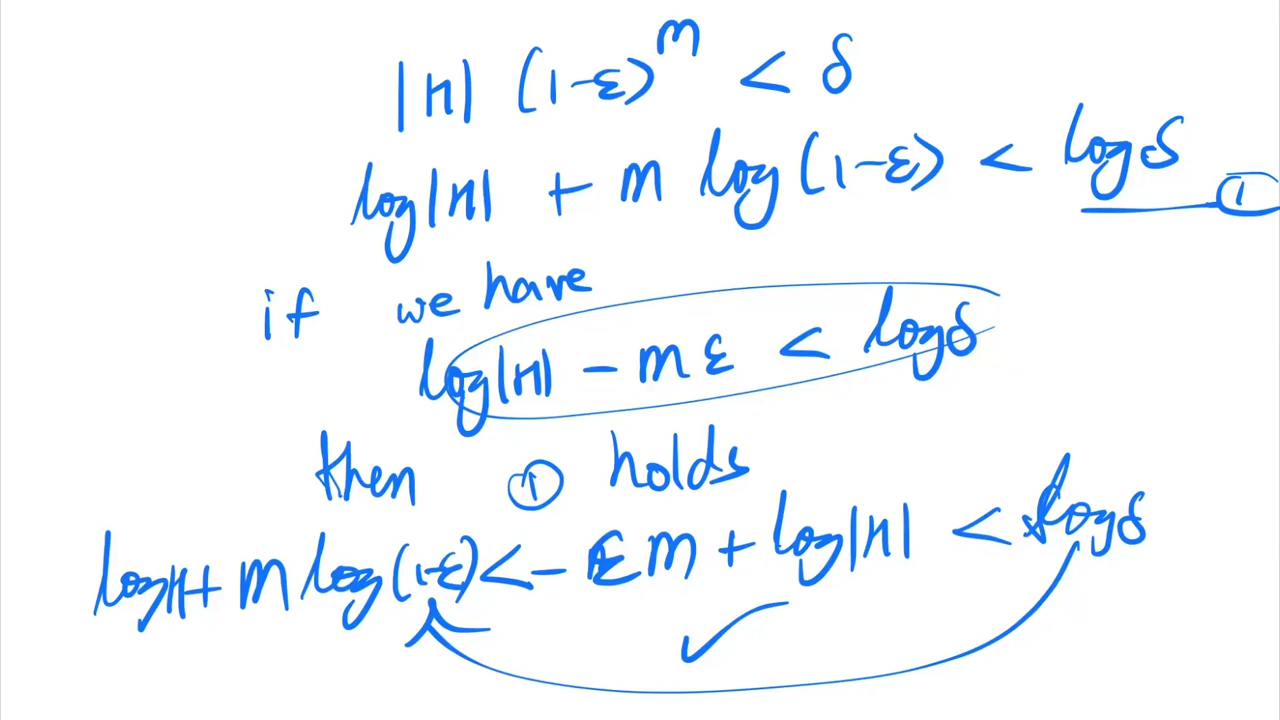 |H| (1-ε)^m < δ
log|H| + m log(1-ε) < logδ ①
if we have
log|H| - mε < logδ
then ① holds
log|H| + m log(1-ε) < - εm + log|H| < logδ